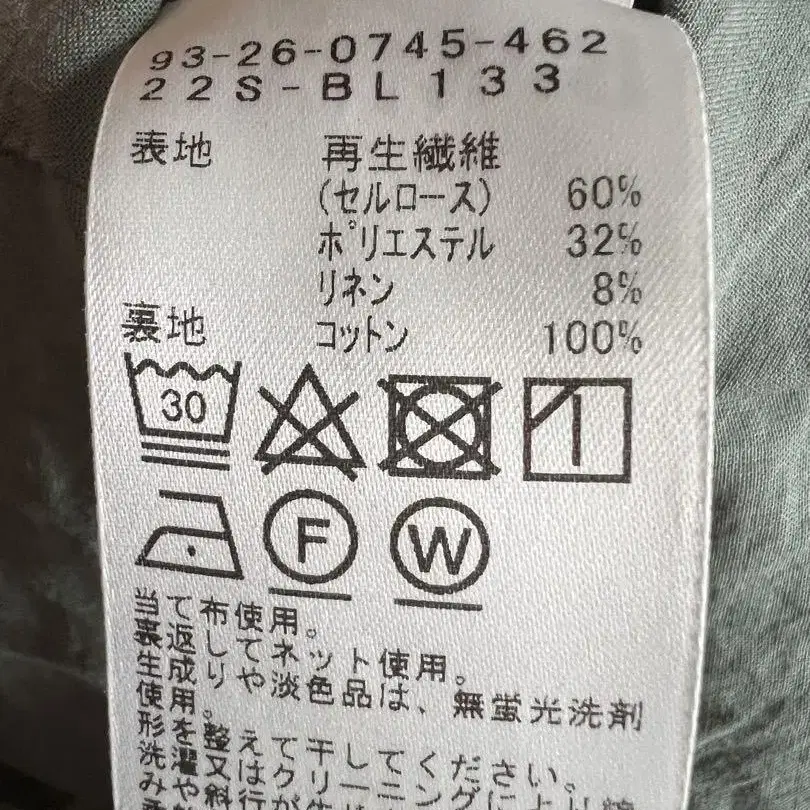 93-26-0745-462
22S-BL133
表地 再生繊維
(セルロース) 60%
ポリエステル 32%
リネン 8%
裏地 コットン 100%
30
F W
当て布使用。
裏返してネット使用。
生成りや淡色品は、無蛍光洗剤
使用。
形を整えて干してください。
洗濯又はクリーニングによ